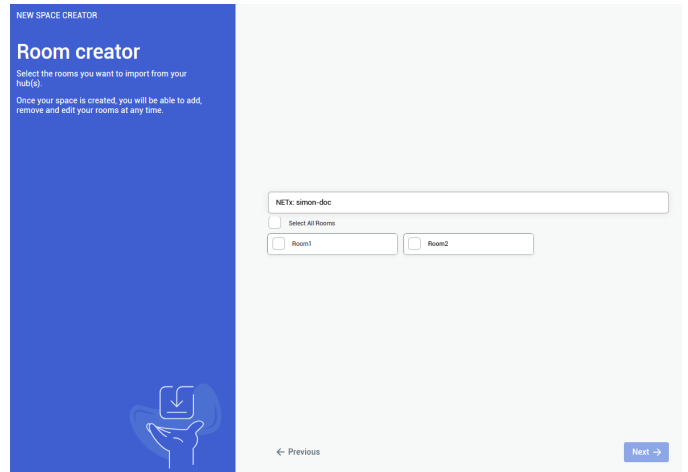 NEW SPACE CREATOR
Room creator
Select the rooms you want to import from your
hub(s).
Once your space is created, you will be able to add,
remove and edit your rooms at any time.
NETx: simon-doc
Select All Rooms
Room1
Room2
← Previous
Next →